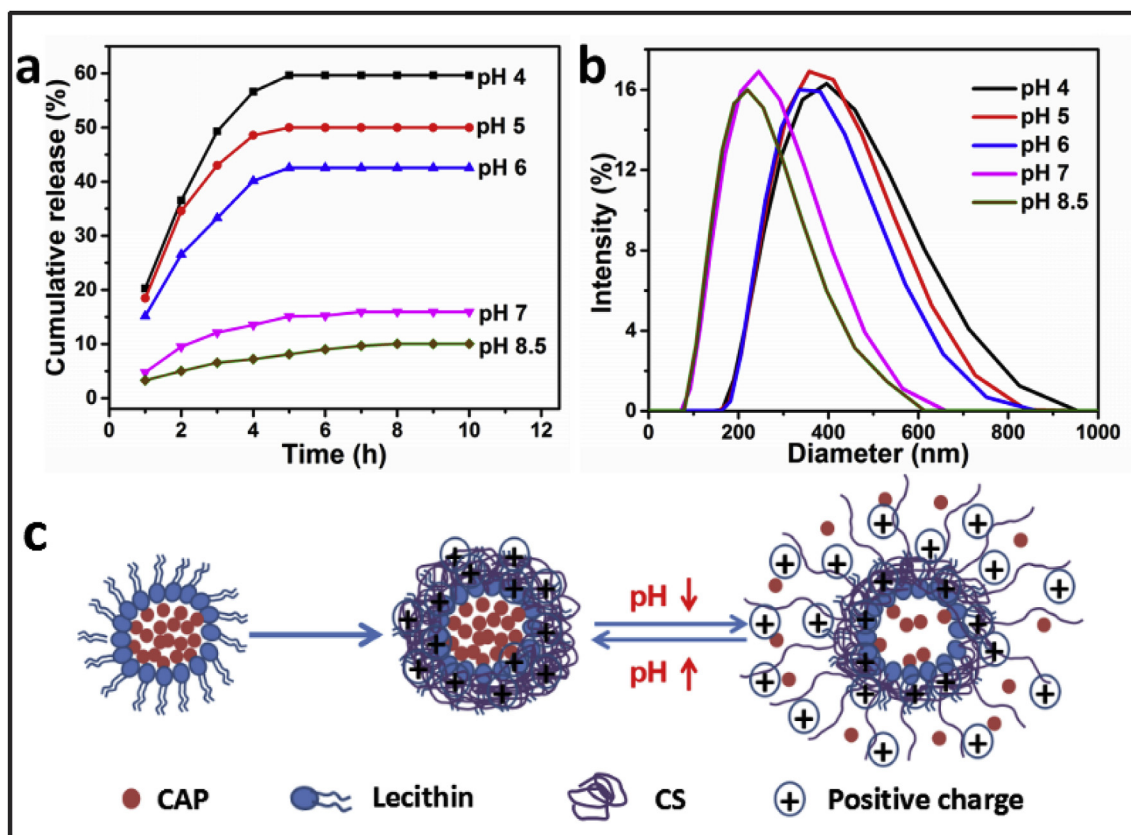 a
60
50
40
30
20
10
0
Cumulative release (%)
pH 4
pH 5
pH 6
pH 7
pH 8.5
0 2 4 6 8 10 12
Time (h)
b
16
12
8
4
0
Intensity (%)
pH 4
pH 5
pH 6
pH 7
pH 8.5
0 200 400 600 800 1000
Diameter (nm)
c
pH ↓
pH ↑
CAP
Lecithin
CS
Positive charge